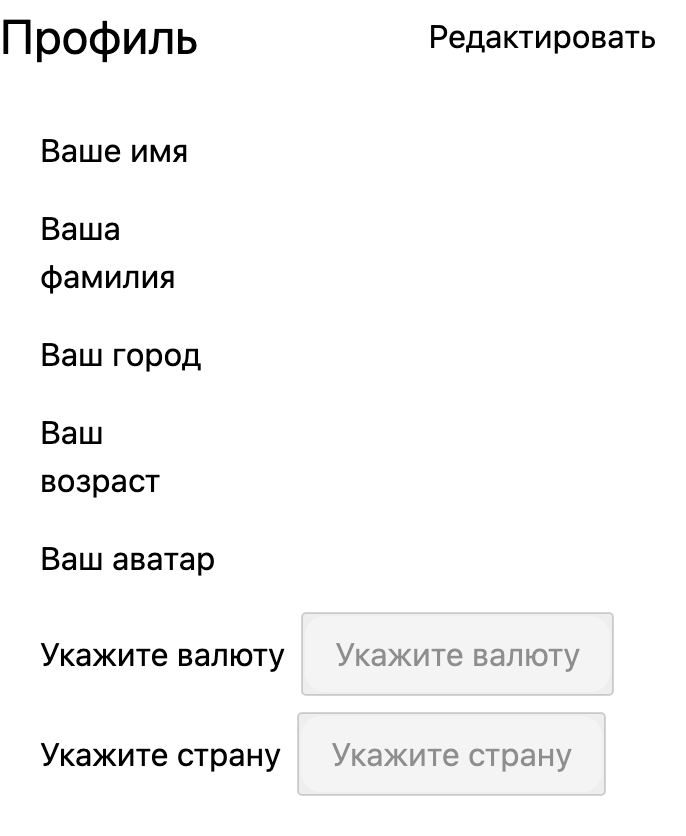 Профиль Редактировать
Ваше имя
Ваша
фамилия
Ваш город
Ваш
возраст
Ваш аватар
Укажите валюту Укажите валюту
Укажите страну Укажите страну